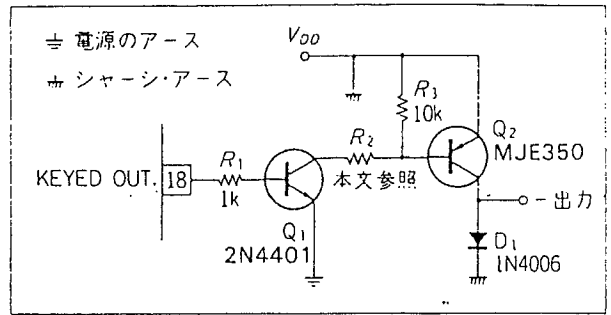 電源のアース
シャーシ・アース
VDD
R3
10k
Q2
MJE350
R2
本文参照
KEYED OUT.
18
R1
1k
Q1
2N4401
-出力
D1
1N4006